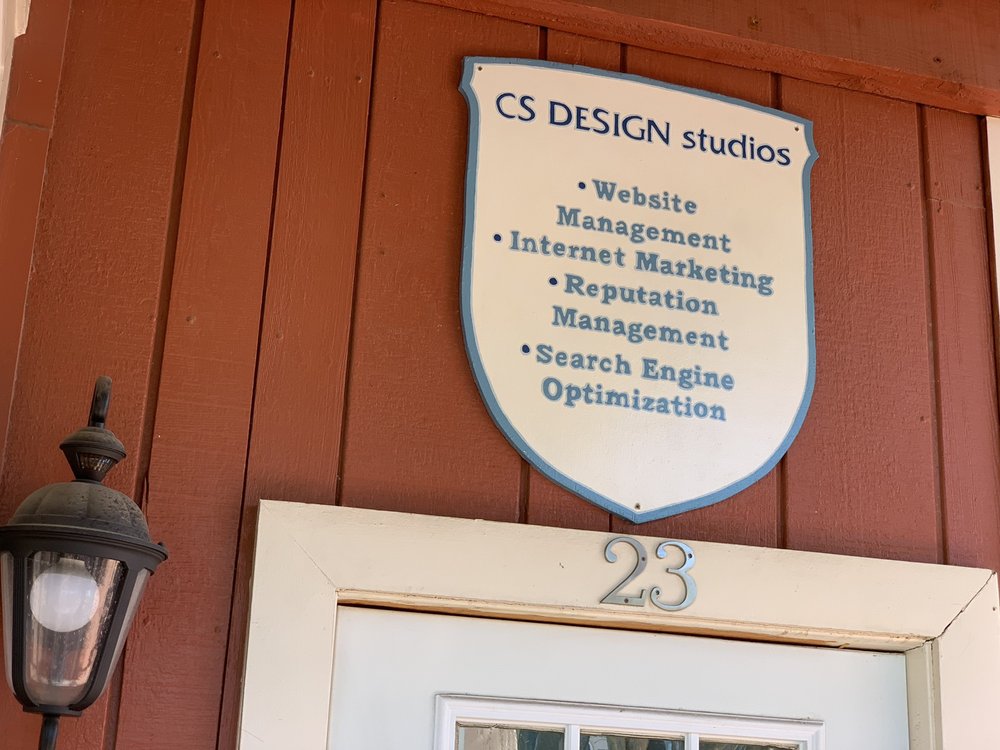 CS DESIGN studios
• Website
Management
• Internet Marketing
• Reputation
Management
• Search Engine
Optimization
23